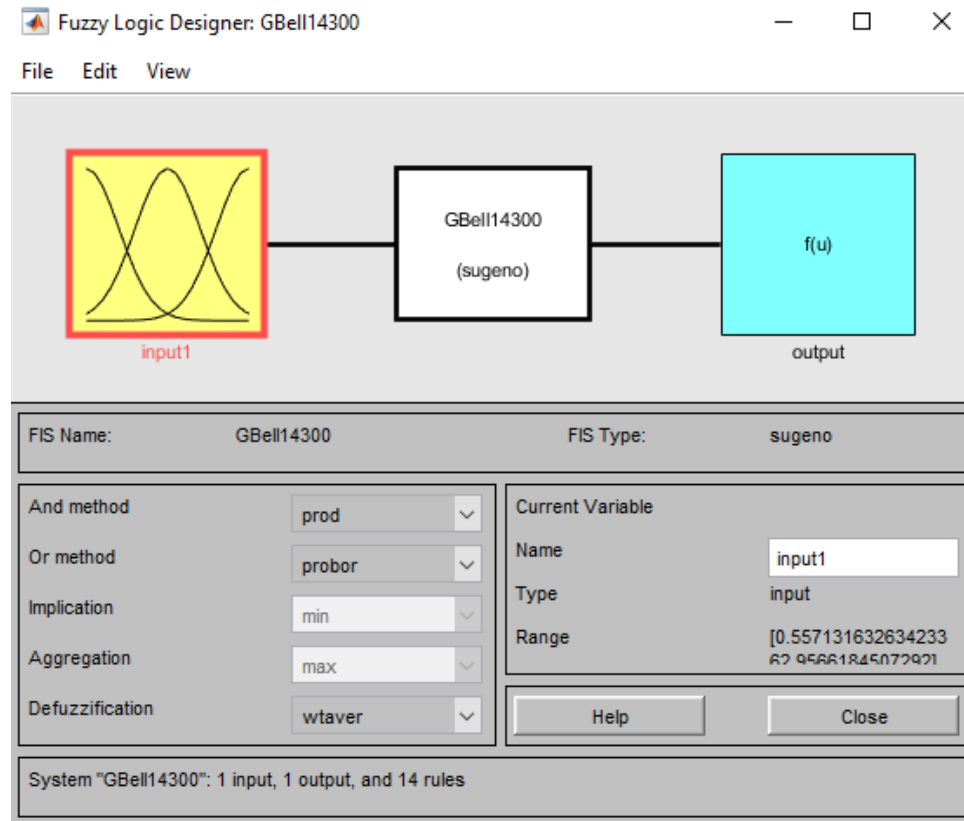 Fuzzy Logic Designer: GBell14300
File Edit View
GBell14300
(sugeno)
f(u)
input1
output
FIS Name: GBell14300 FIS Type: sugeno
And method prod
Or method probor
Implication min
Aggregation max
Defuzzification wtaver
Current Variable
Name input1
Type input
Range [0.557131632634233
62.9566184507292]
Help Close
System "GBell14300": 1 input, 1 output, and 14 rules